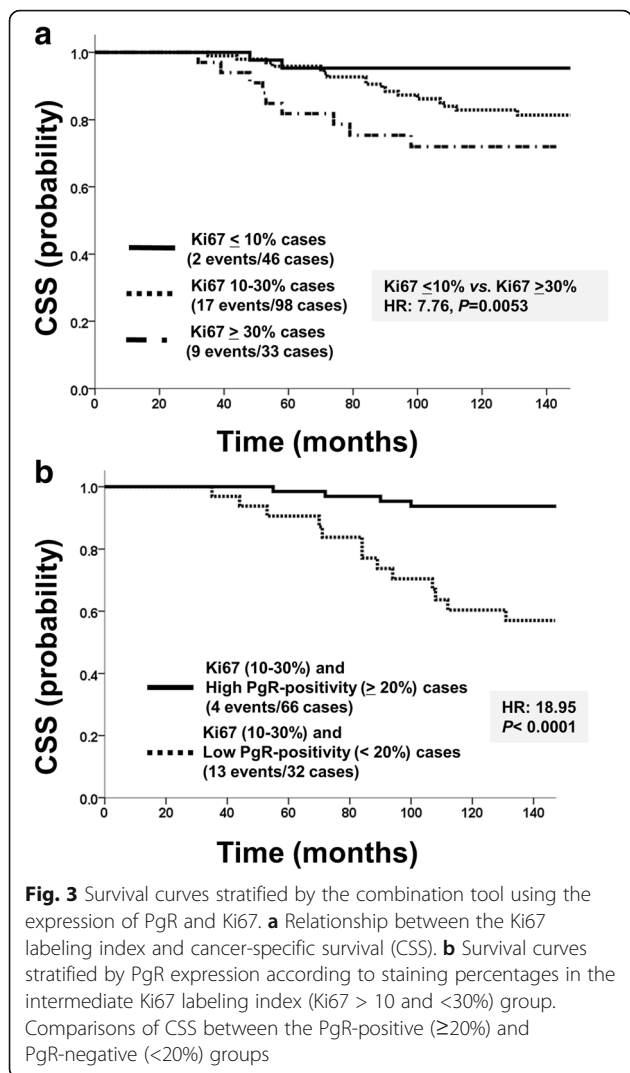 a
1.0
0.8
0.6
0.4
0.2
0.0
CSS (probability)
Ki67 ≤ 10% cases
(2 events/46 cases)
Ki67 10-30% cases
(17 events/98 cases)
Ki67 ≥ 30% cases
(9 events/33 cases)
Ki67 ≤10% vs. Ki67 ≥30%
HR: 7.76, P=0.0053
0 20 40 60 80 100 120 140
Time (months)
b
1.0
0.8
0.6
0.4
0.2
0.0
CSS (probability)
Ki67 (10-30%) and
High PgR-positivity (≥ 20%) cases
(4 events/66 cases)
Ki67 (10-30%) and
Low PgR-positivity (< 20%) cases
(13 events/32 cases)
HR: 18.95
P< 0.0001
0 20 40 60 80 100 120 140
Time (months)
Fig. 3 Survival curves stratified by the combination tool using the
expression of PgR and Ki67. a Relationship between the Ki67
labeling index and cancer-specific survival (CSS). b Survival curves
stratified by PgR expression according to staining percentages in the
intermediate Ki67 labeling index (Ki67 > 10 and <30%) group.
Comparisons of CSS between the PgR-positive (≥20%) and
PgR-negative (<20%) groups